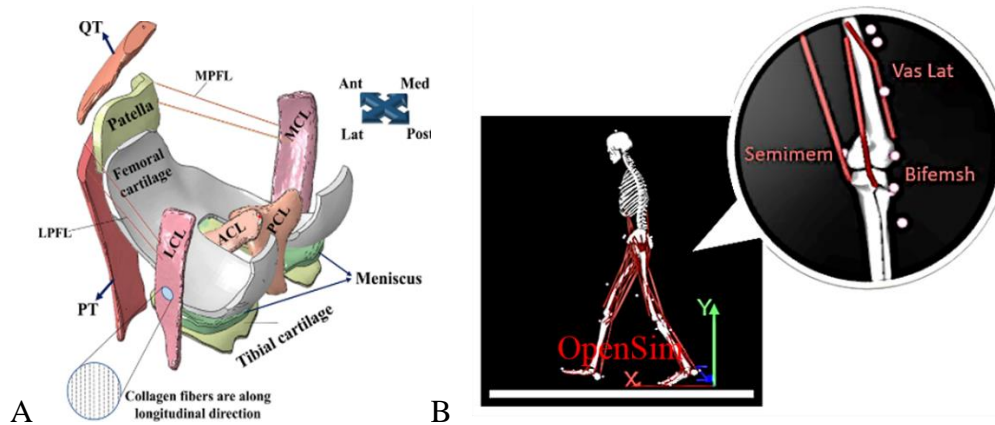 QT
MPFL
Patella
Ant Med
Lat Post
MCL
Femoral
cartilage
LPFL
LCL
ACL
PCL
Meniscus
PT
Tibial cartilage
Collagen fibers are along
longitudinal direction
A
Vas Lat
Semimem
Bifemsh
Y
OpenSim
X
B